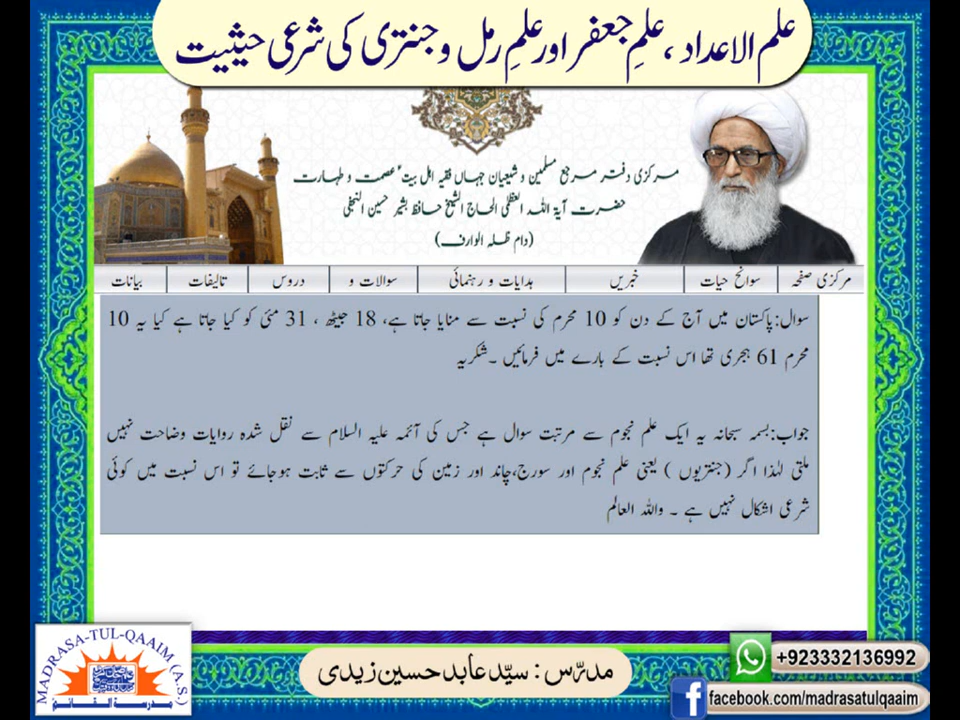 علم الاعداد ، علمِ جعفر اور علمِ رمل و جنتری کی شرعی حیثیت
مرکزی دفتر مرجع مسلمین و شیعیان جہاں فقیہ اہل بیت عصمت و طہارت
حضرت آیۃ اللہ العظمٰی الحاج الشیخ حافظ بشیر حسین النجفی
(دام ظلہ الوارف)
مرکزی صفحہ سوانح حیات خبریں ہدایات و رہنمائی سوالات و دروس تالیفات بیانات
سوال:پاکستان میں آج کے دن کو 10 محرم کی نسبت سے منایا جاتا ہے، 18 جیٹھ ، 31 مئی کو کیا جاتا ہے کیا یہ 10
محرم 61 ہجری تھا اس نسبت کے بارے میں فرمائیں ۔شکریہ
جواب:بسمہ سبحانہ یہ ایک علم نجوم سے مرتبت سوال ہے جس کی آئمہ علیہ السلام سے نقل شدہ روایات وضاحت نہیں
ملتی لہٰذا اگر (جنتریوں ) یعنی علم نجوم اور سورج،چاند اور زمین کی حرکتوں سے ثابت ہوجائے تو اس نسبت میں کوئی
شرعی اشکال نہیں ہے ۔ واللہ العالم
MADRASA-TUL-QAAIM (A.S)
مدرسۃ القائم
مدرّس : سیّد عابد حسین زیدی
+923332136992
facebook.com/madrasatulqaaim